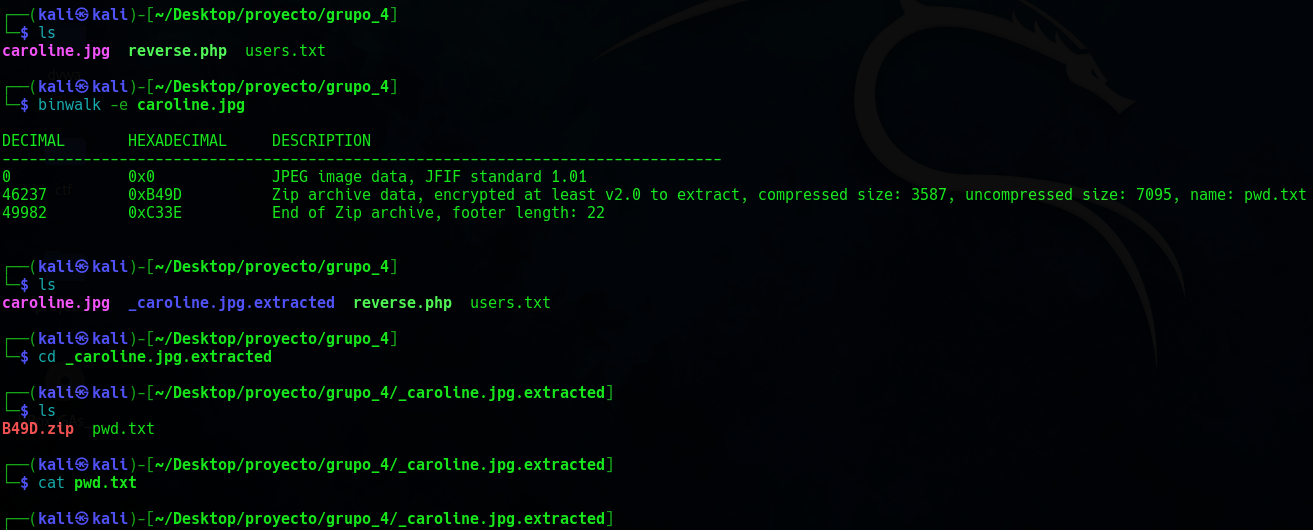 ┌──(kali㉿kali)-[~/Desktop/proyecto/grupo_4]
└─$ ls
caroline.jpg  reverse.php  users.txt
┌──(kali㉿kali)-[~/Desktop/proyecto/grupo_4]
└─$ binwalk -e caroline.jpg
DECIMAL       HEXADECIMAL     DESCRIPTION
--------------------------------------------------------------------------------
0             0x0             JPEG image data, JFIF standard 1.01
46237         0xB49D          Zip archive data, encrypted at least v2.0 to extract, compressed size: 3587, uncompressed size: 7095, name: pwd.txt
49982         0xC33E          End of Zip archive, footer length: 22
┌──(kali㉿kali)-[~/Desktop/proyecto/grupo_4]
└─$ ls
caroline.jpg  _caroline.jpg.extracted  reverse.php  users.txt
┌──(kali㉿kali)-[~/Desktop/proyecto/grupo_4]
└─$ cd _caroline.jpg.extracted
┌──(kali㉿kali)-[~/Desktop/proyecto/grupo_4/_caroline.jpg.extracted]
└─$ ls
B49D.zip  pwd.txt
┌──(kali㉿kali)-[~/Desktop/proyecto/grupo_4/_caroline.jpg.extracted]
└─$ cat pwd.txt
┌──(kali㉿kali)-[~/Desktop/proyecto/grupo_4/_caroline.jpg.extracted]